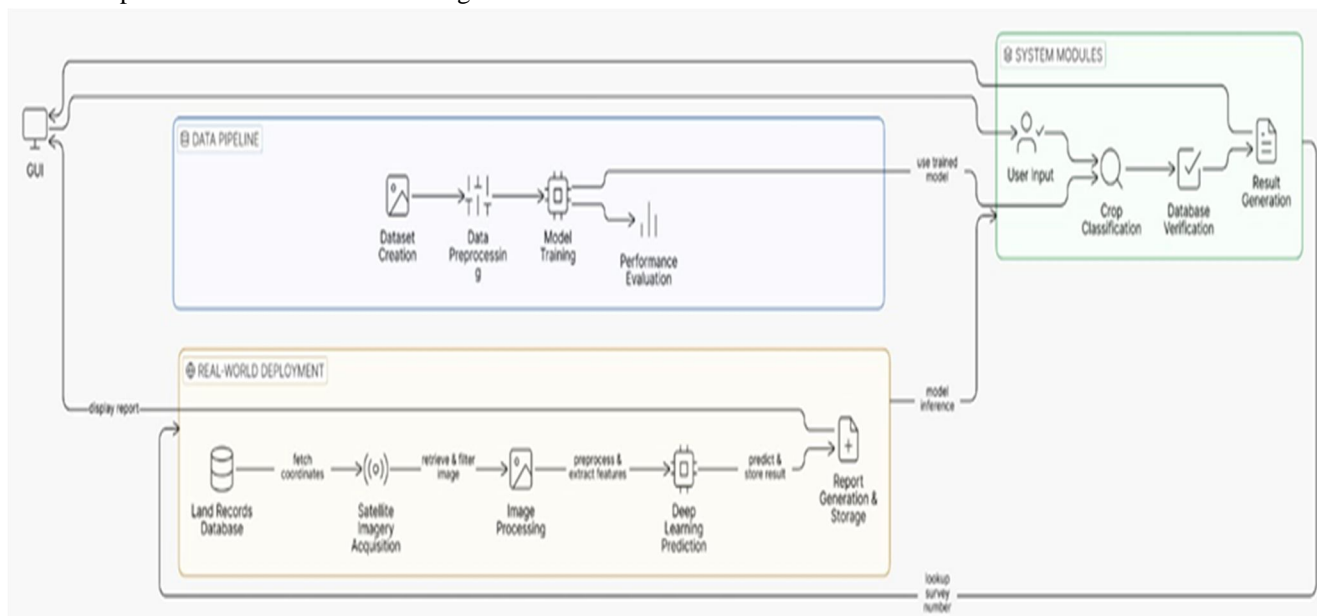 SYSTEM MODULES
GUI
DATA PIPELINE
use trained
model
User Input
Crop
Classification
Database
Verification
Result
Generation
Dataset
Creation
Data
Preprocessin
g
Model
Training
Performance
Evaluation
REAL-WORLD DEPLOYMENT
display report
model
inference
fetch
coordinates
retrieve & filter
image
preprocess &
extract features
predict &
store result
Land Records
Database
Satellite
Imagery
Acquisition
Image
Processing
Deep
Learning
Prediction
Report
Generation &
Storage
lookup
survey
number